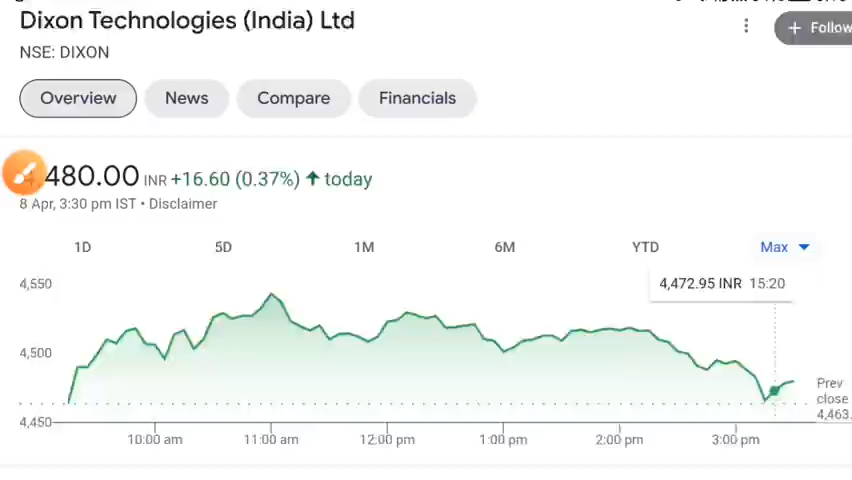 Dixon Technologies (India) Ltd
+ Follow
NSE: DIXON
Overview
News
Compare
Financials
480.00 INR +16.60 (0.37%) ↑ today
8 Apr, 3:30 pm IST • Disclaimer
1D
5D
1M
6M
YTD
Max
4,472.95 INR 15:20
4,550
4,500
4,450
Prev
close
4,463.
10:00 am
11:00 am
12:00 pm
1:00 pm
2:00 pm
3:00 pm